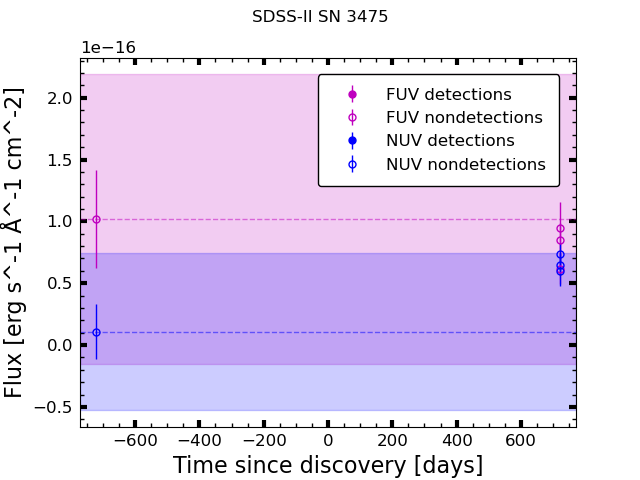 SDSS-II SN 3475
1e−16
FUV detections
FUV nondetections
NUV detections
NUV nondetections
2.0
1.5
1.0
0.5
0.0
−0.5
Flux [erg s^-1 Å^-1 cm^-2]
−600 −400 −200 0 200 400 600
Time since discovery [days]